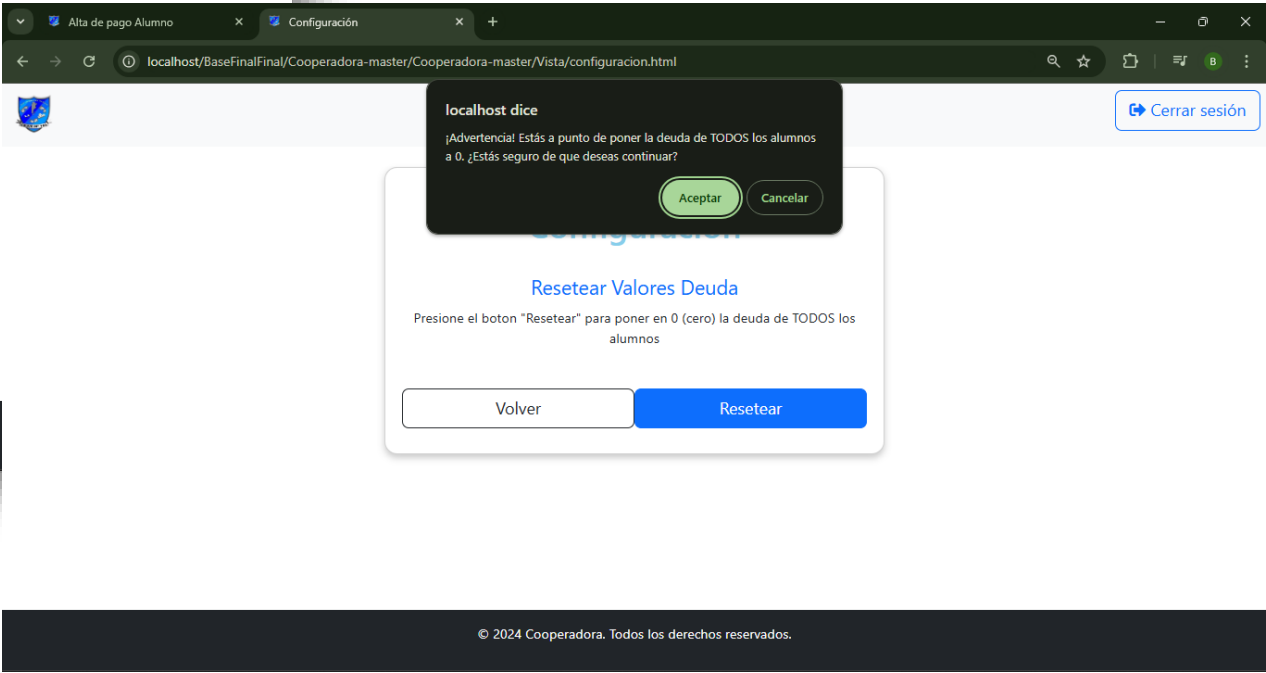 Alta de pago Alumno
Configuración
localhost/BaseFinalFinal/Cooperadora-master/Cooperadora-master/Vista/configuracion.html
B
localhost dice
¡Advertencia! Estás a punto de poner la deuda de TODOS los alumnos
a 0. ¿Estás seguro de que deseas continuar?
Aceptar
Cancelar
Cerrar sesión
Configuración
Resetear Valores Deuda
Presione el boton "Resetear" para poner en 0 (cero) la deuda de TODOS los
alumnos
Volver
Resetear
© 2024 Cooperadora. Todos los derechos reservados.